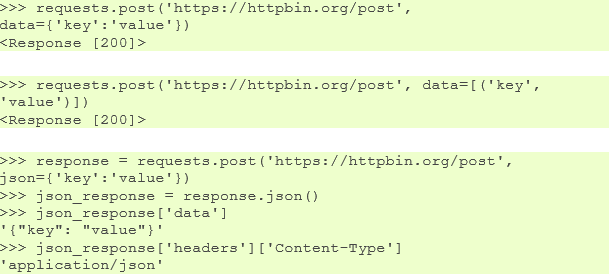 >>> requests.post('https://httpbin.org/post',
data={'key':'value'})
<Response [200]>
>>> requests.post('https://httpbin.org/post', data=[('key',
'value')])
<Response [200]>
>>> response = requests.post('https://httpbin.org/post',
json={'key':'value'})
>>> json_response = response.json()
>>> json_response['data']
'{"key": "value"}'
>>> json_response['headers']['Content-Type']
'application/json'